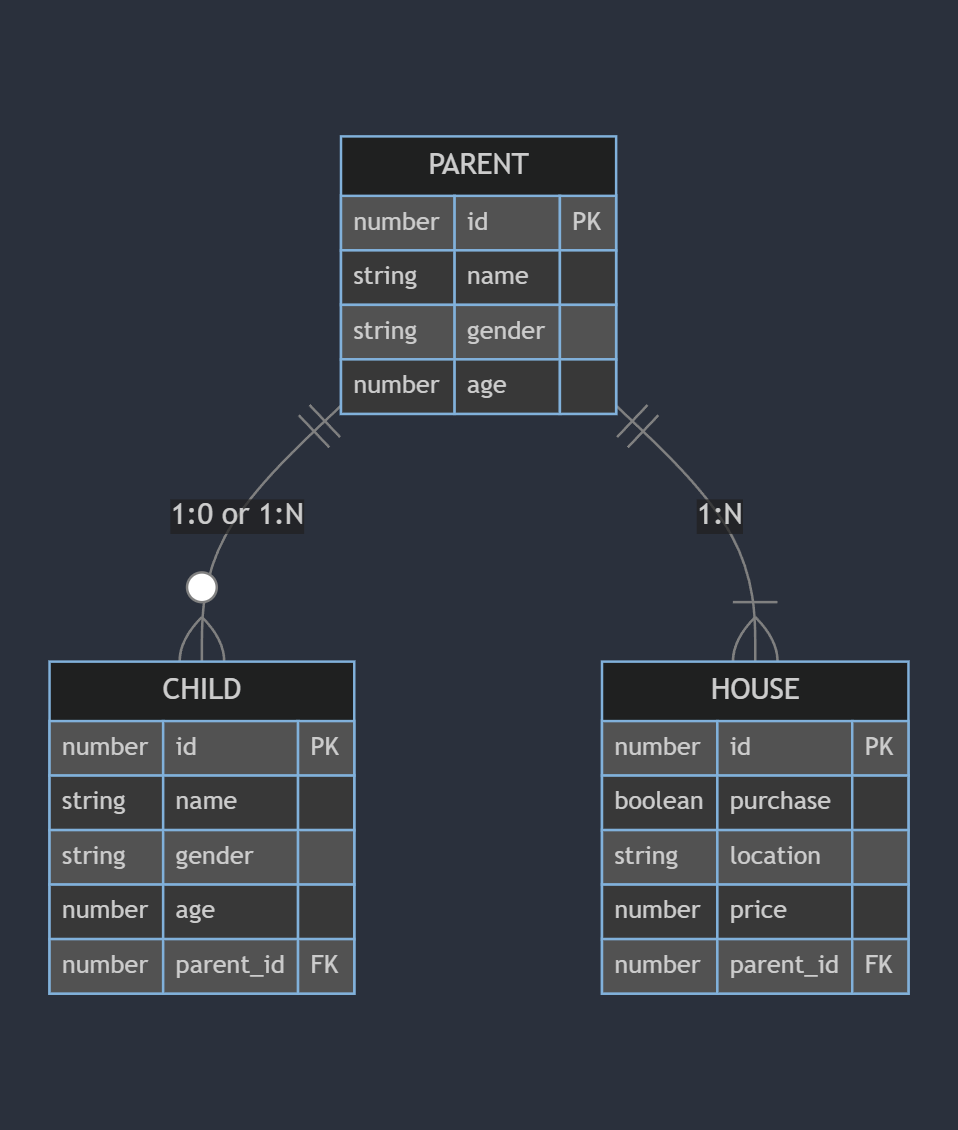 PARENT
number id PK
string name
string gender
number age
1:0 or 1:N
1:N
CHILD
number id PK
string name
string gender
number age
number parent_id FK
HOUSE
number id PK
boolean purchase
string location
number price
number parent_id FK